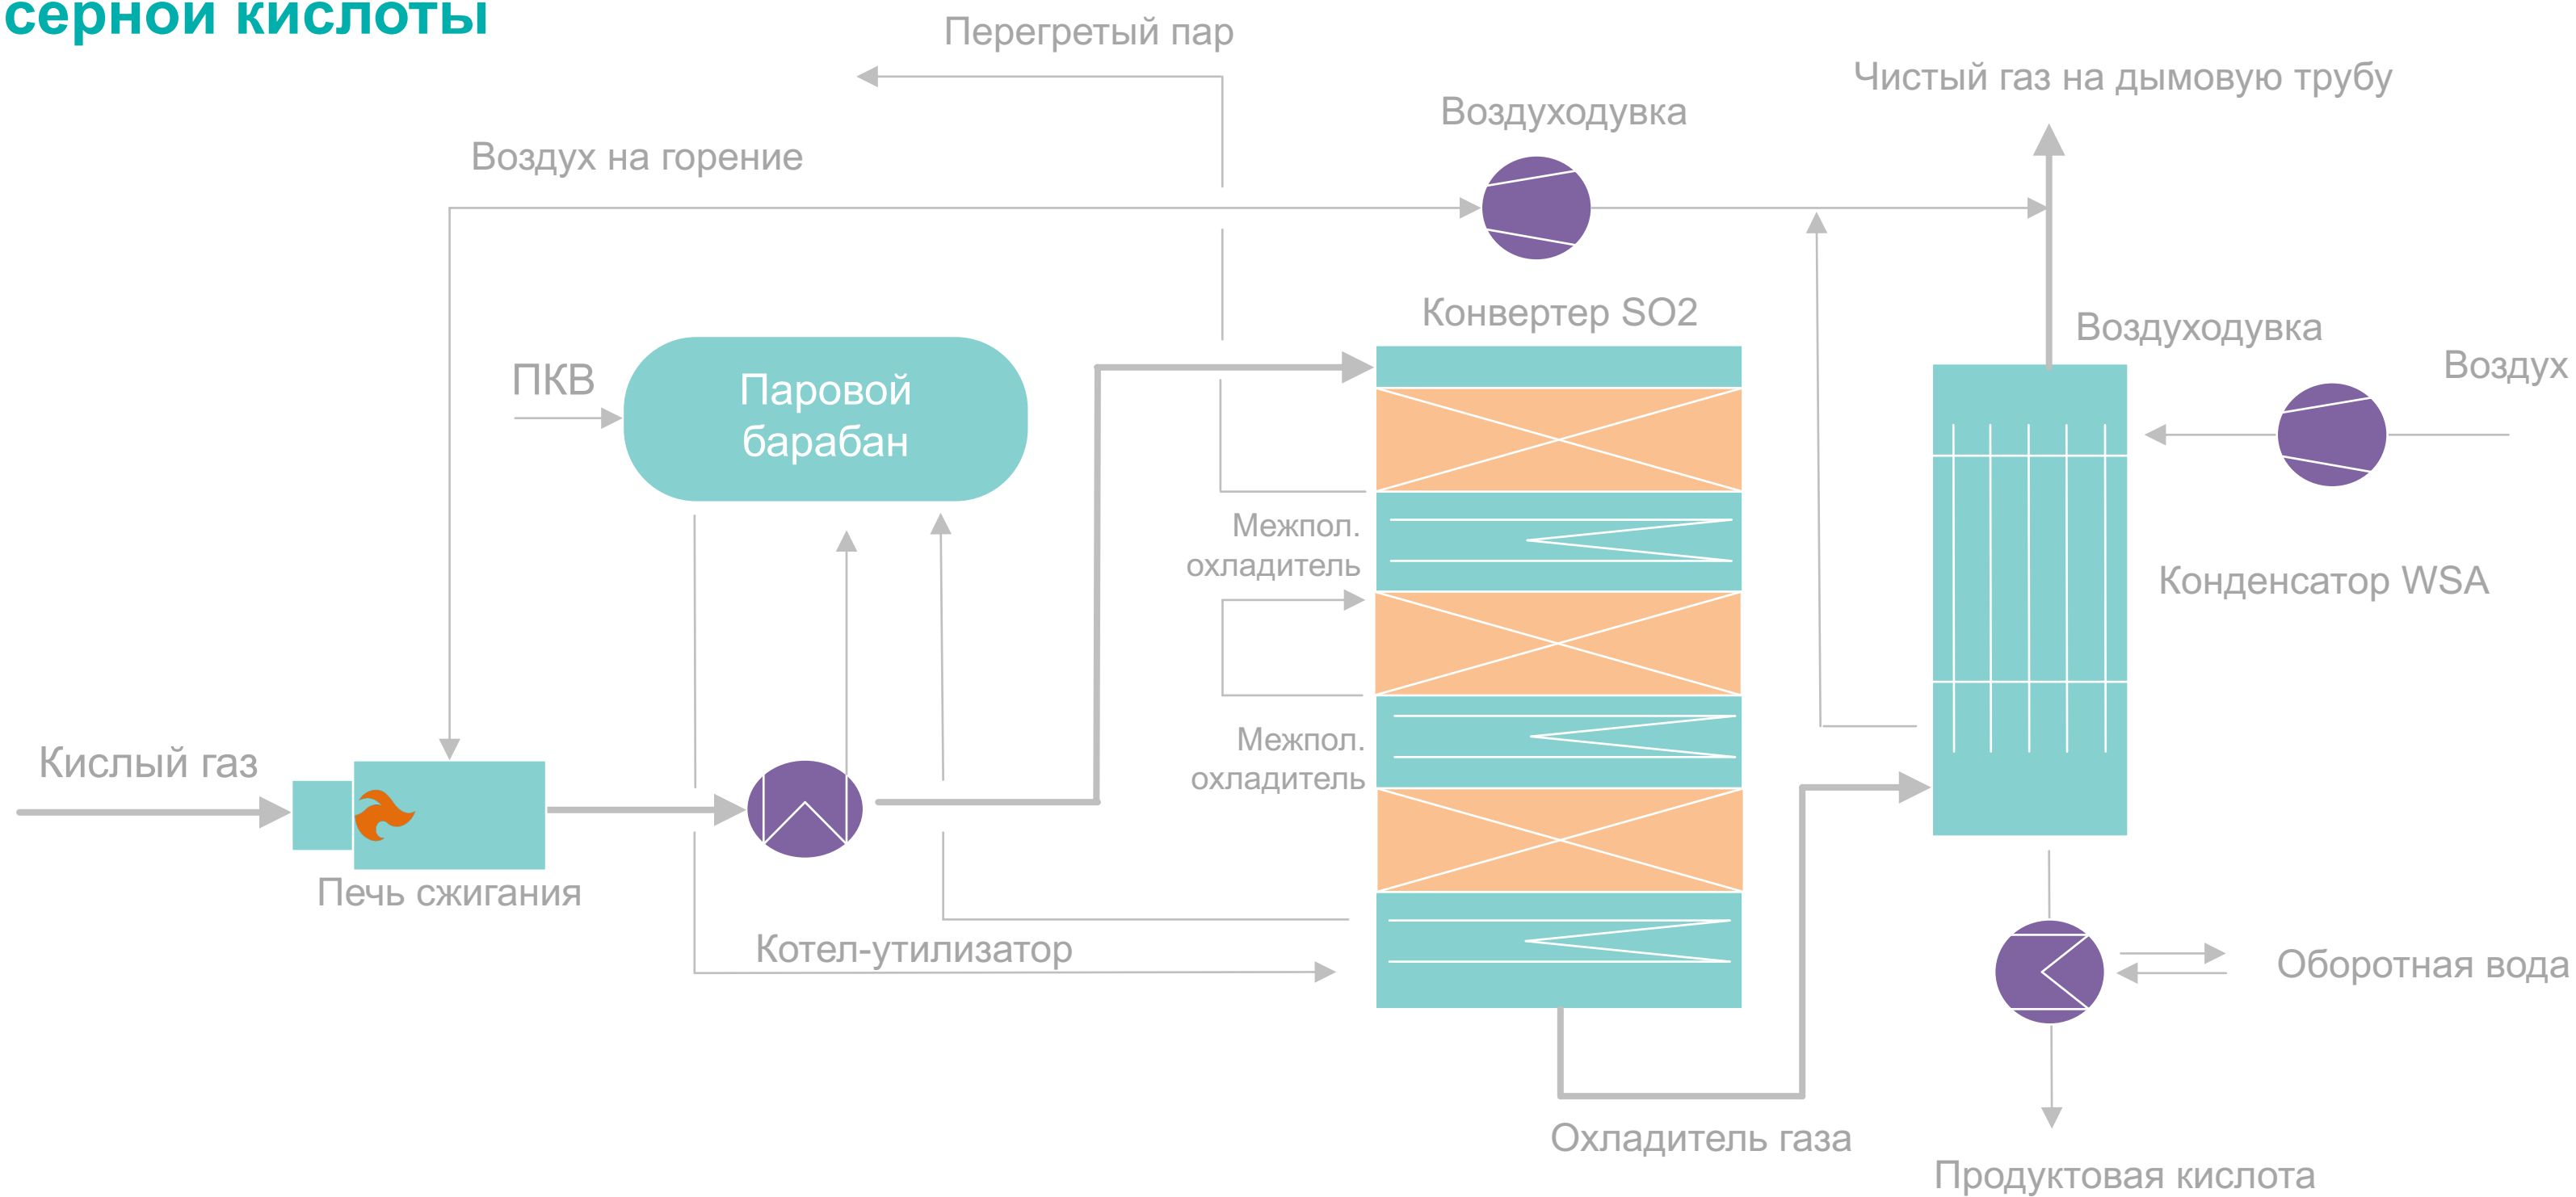 серной кислоты
Перегретый пар
Чистый газ на дымовую трубу
Воздуходувка
Воздух на горение
Конвертер SO2
Воздуходувка
Воздух
ПКВ
Паровой
барабан
Межпол.
охладитель
Конденсатор WSA
Межпол.
охладитель
Кислый газ
Печь сжигания
Котел-утилизатор
Оборотная вода
Охладитель газа
Продуктовая кислота